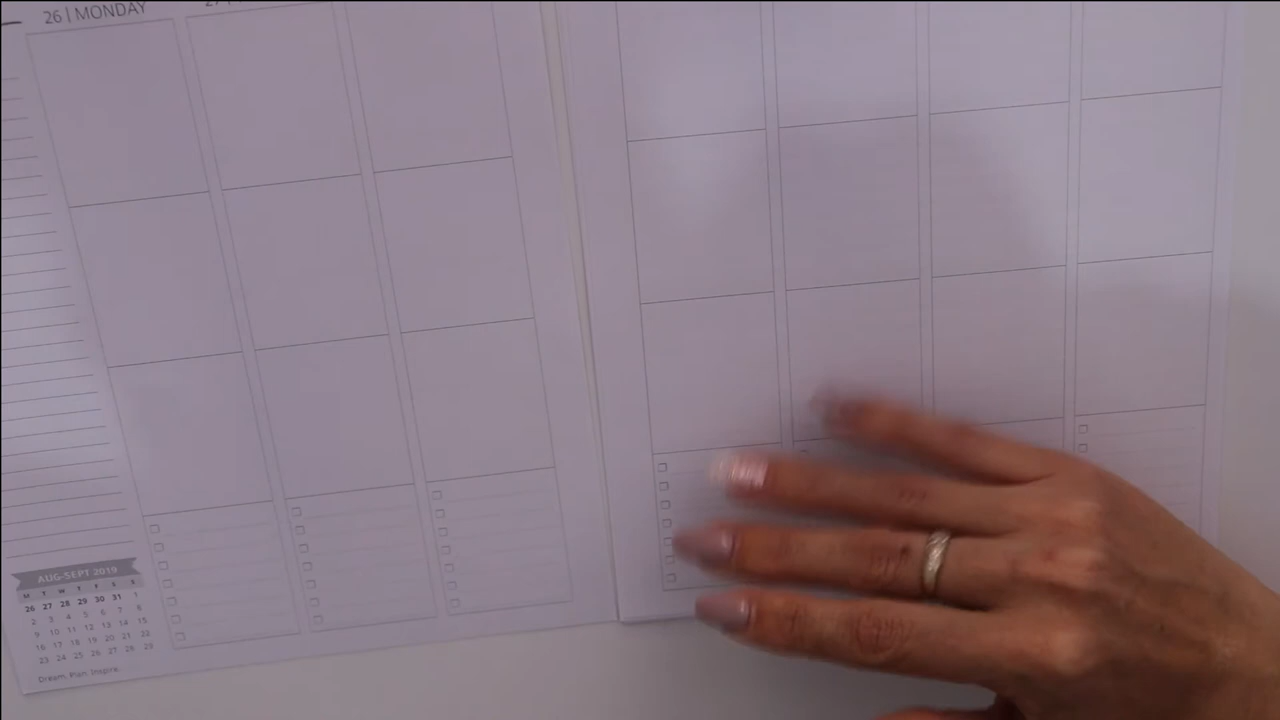 26 | MONDAY
AUG-SEPT 2019
M T W T F S S
26 27 28 29 30 31 1
2 3 4 5 6 7 8
9 10 11 12 13 14 15
16 17 18 19 20 21 22
23 24 25 26 27 28 29
Dream. Plan. Inspire.